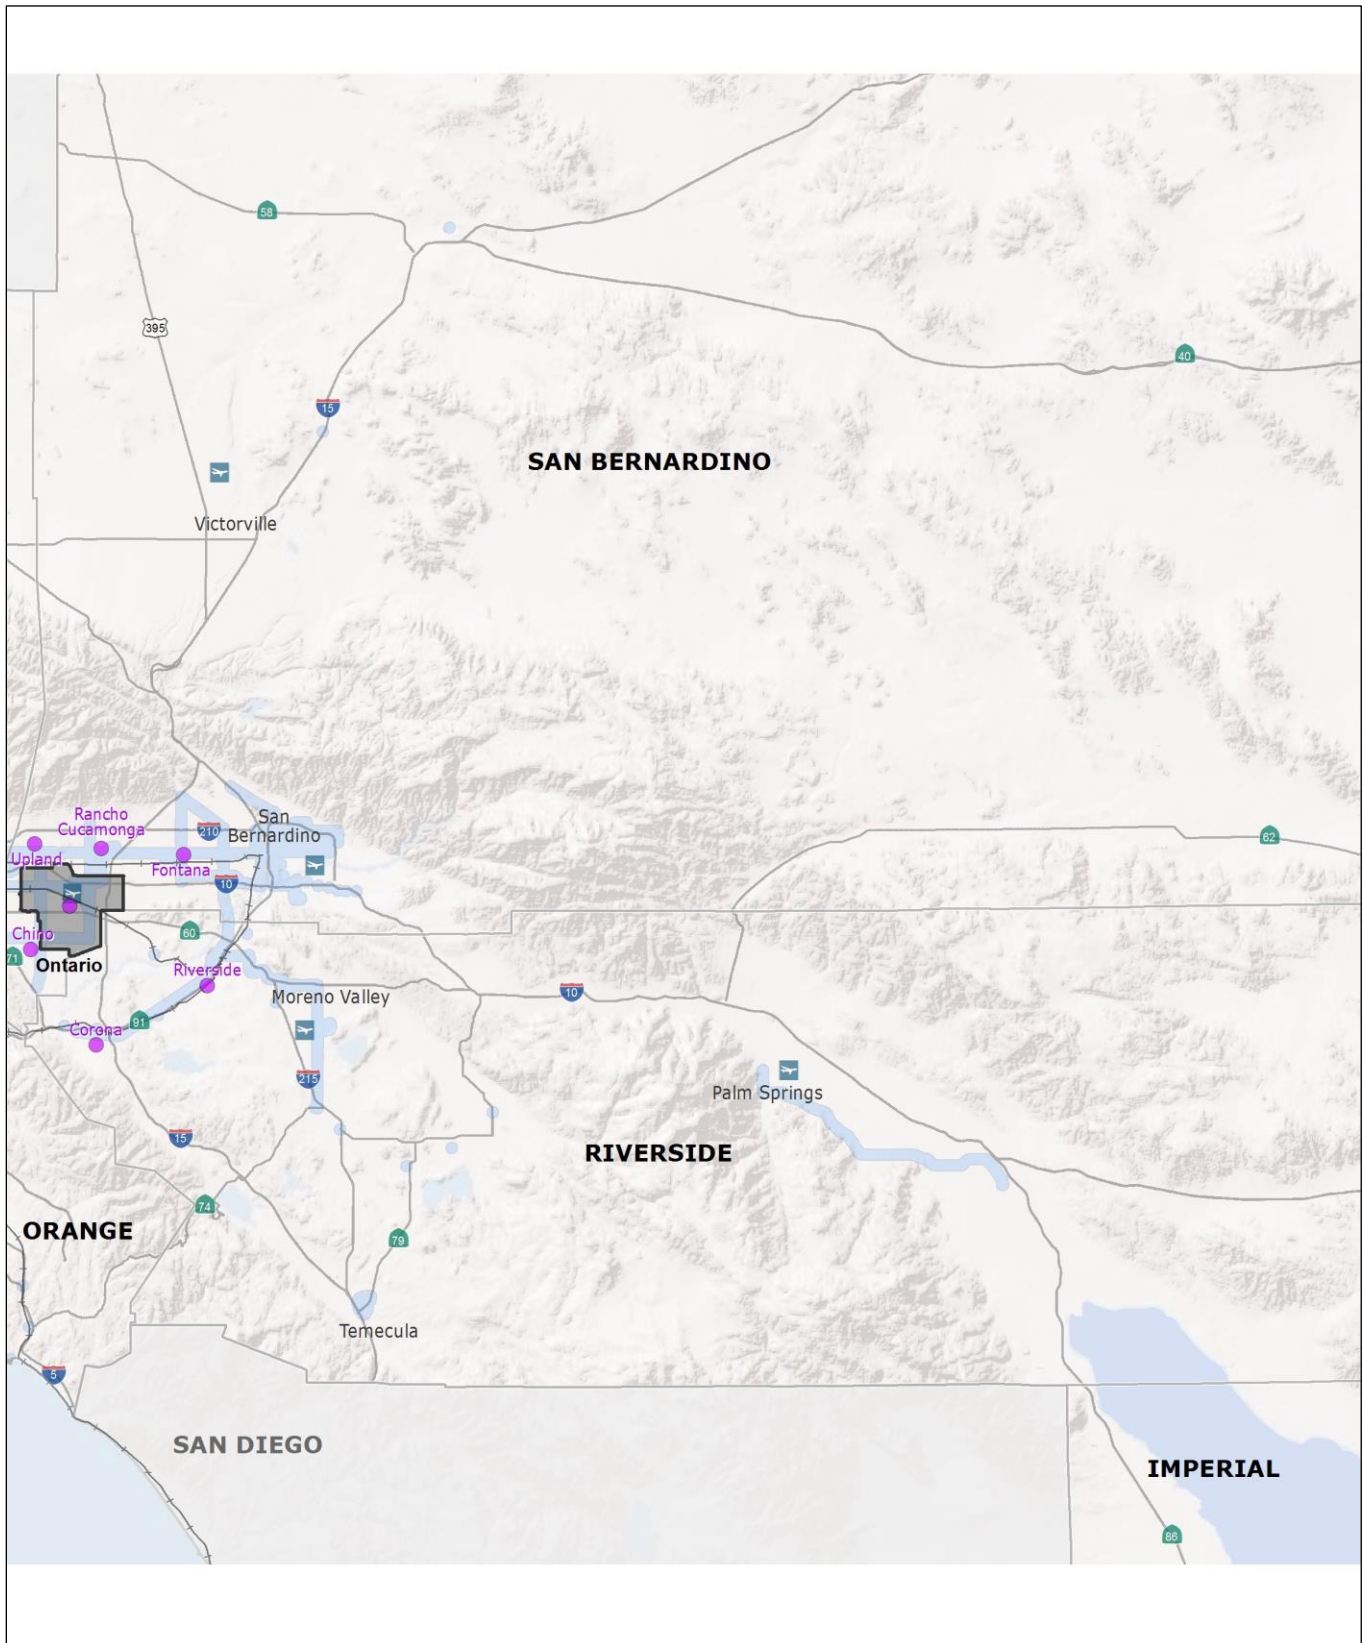 58
395
40
15
SAN BERNARDINO
Victorville
Rancho
Cucamonga
San
Bernardino
210
62
Upland
Fontana
10
Chino
60
71
Ontario
Riverside
Moreno Valley
10
91
Corona
215
Palm Springs
15
RIVERSIDE
74
ORANGE
79
Temecula
5
SAN DIEGO
IMPERIAL
86